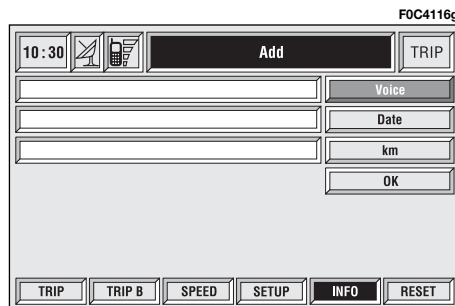 F0C4116g
10:30 Add TRIP
Voice
Date
km
OK
TRIP TRIP B SPEED SETUP INFO RESET